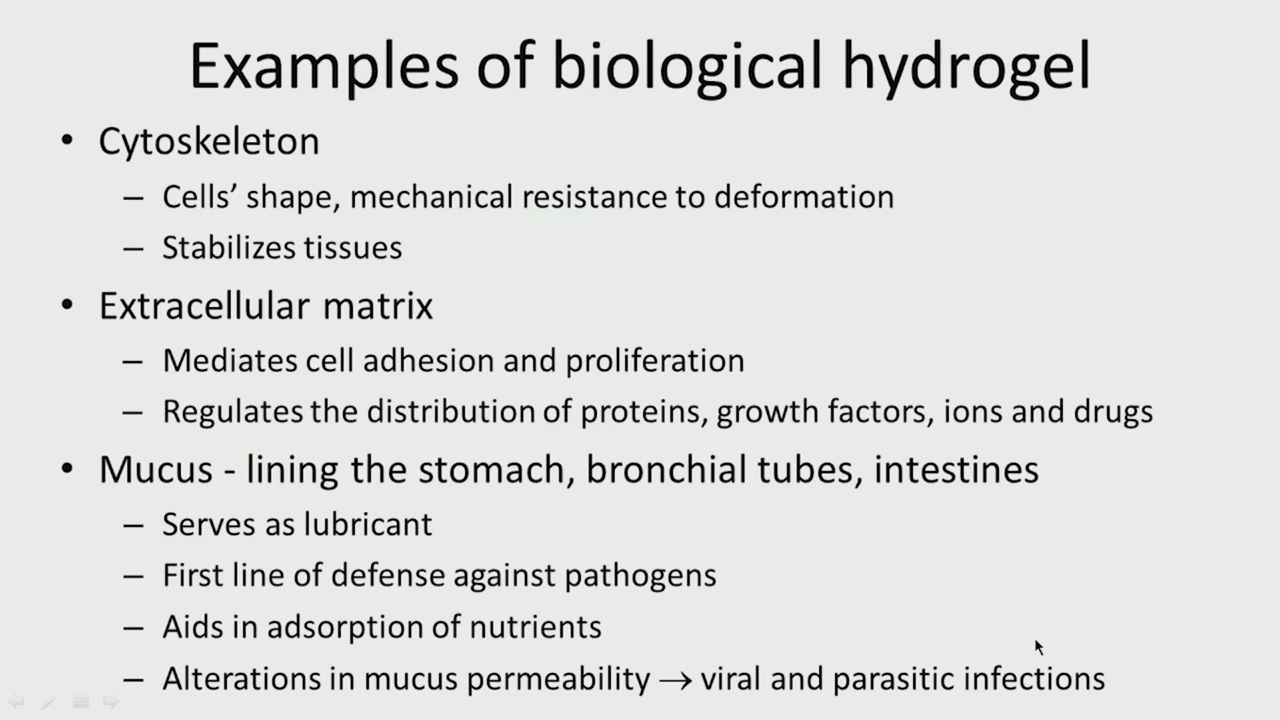 Examples of biological hydrogel
• Cytoskeleton
– Cells’ shape, mechanical resistance to deformation
– Stabilizes tissues
• Extracellular matrix
– Mediates cell adhesion and proliferation
– Regulates the distribution of proteins, growth factors, ions and drugs
• Mucus - lining the stomach, bronchial tubes, intestines
– Serves as lubricant
– First line of defense against pathogens
– Aids in adsorption of nutrients
– Alterations in mucus permeability → viral and parasitic infections